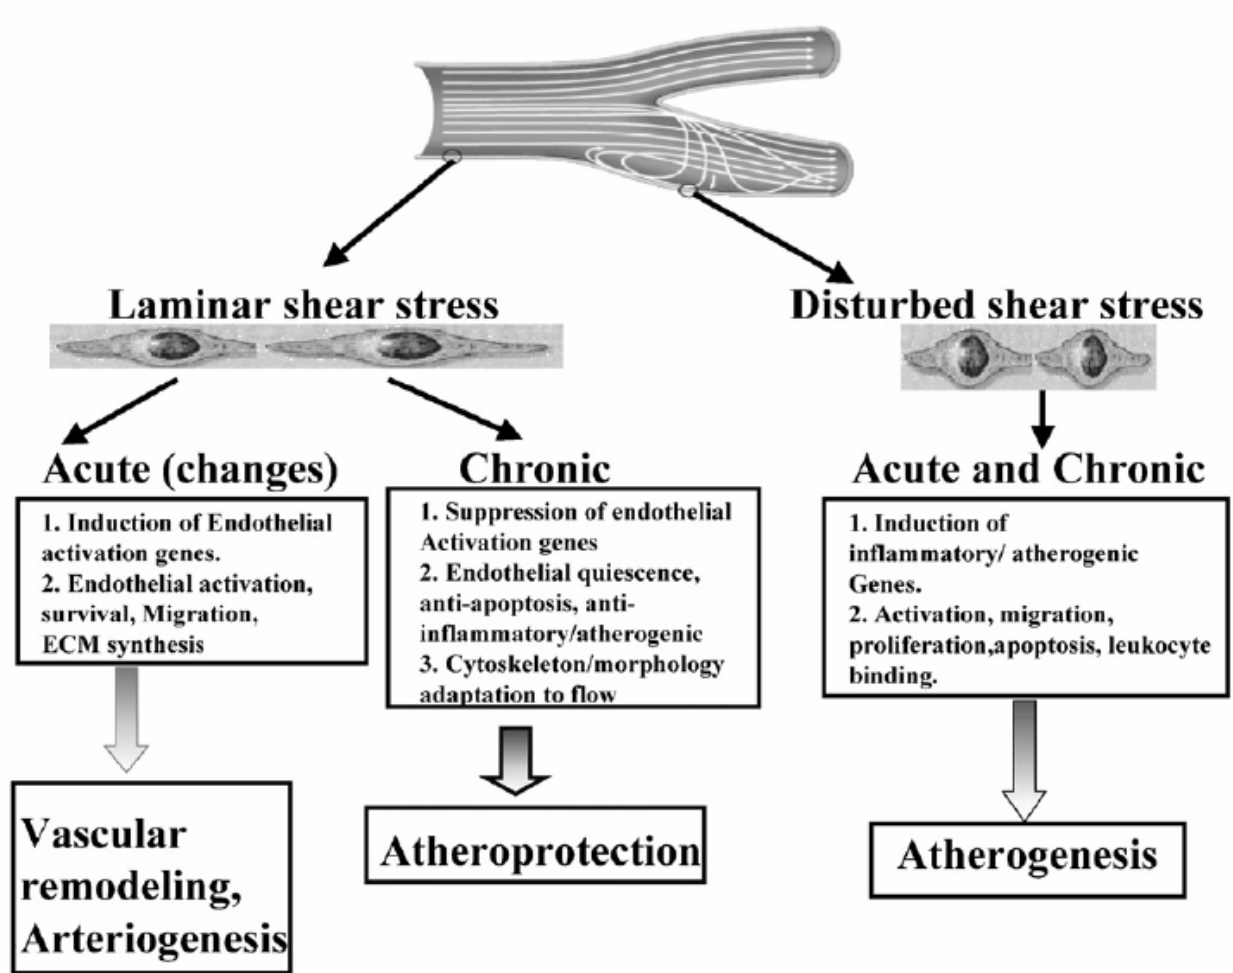 Laminar shear stress
Disturbed shear stress
Acute (changes)
1. Induction of Endothelial
activation genes.
2. Endothelial activation,
survival, Migration,
ECM synthesis
Vascular
remodeling,
Arteriogenesis
Chronic
1. Suppression of endothelial
Activation genes
2. Endothelial quiescence,
anti-apoptosis, anti-
inflammatory/atherogenic
3. Cytoskeleton/morphology
adaptation to flow
Atheroprotection
Acute and Chronic
1. Induction of
inflammatory/ atherogenic
Genes.
2. Activation, migration,
proliferation,apoptosis, leukocyte
binding.
Atherogenesis